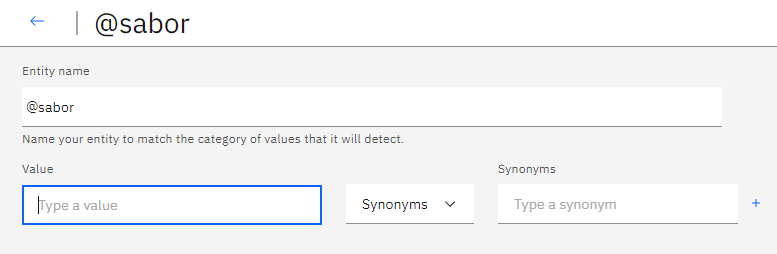 @sabor
Entity name
@sabor
Name your entity to match the category of values that it will detect.
Value
Synonyms
Type a value
Synonyms
Type a synonym
+